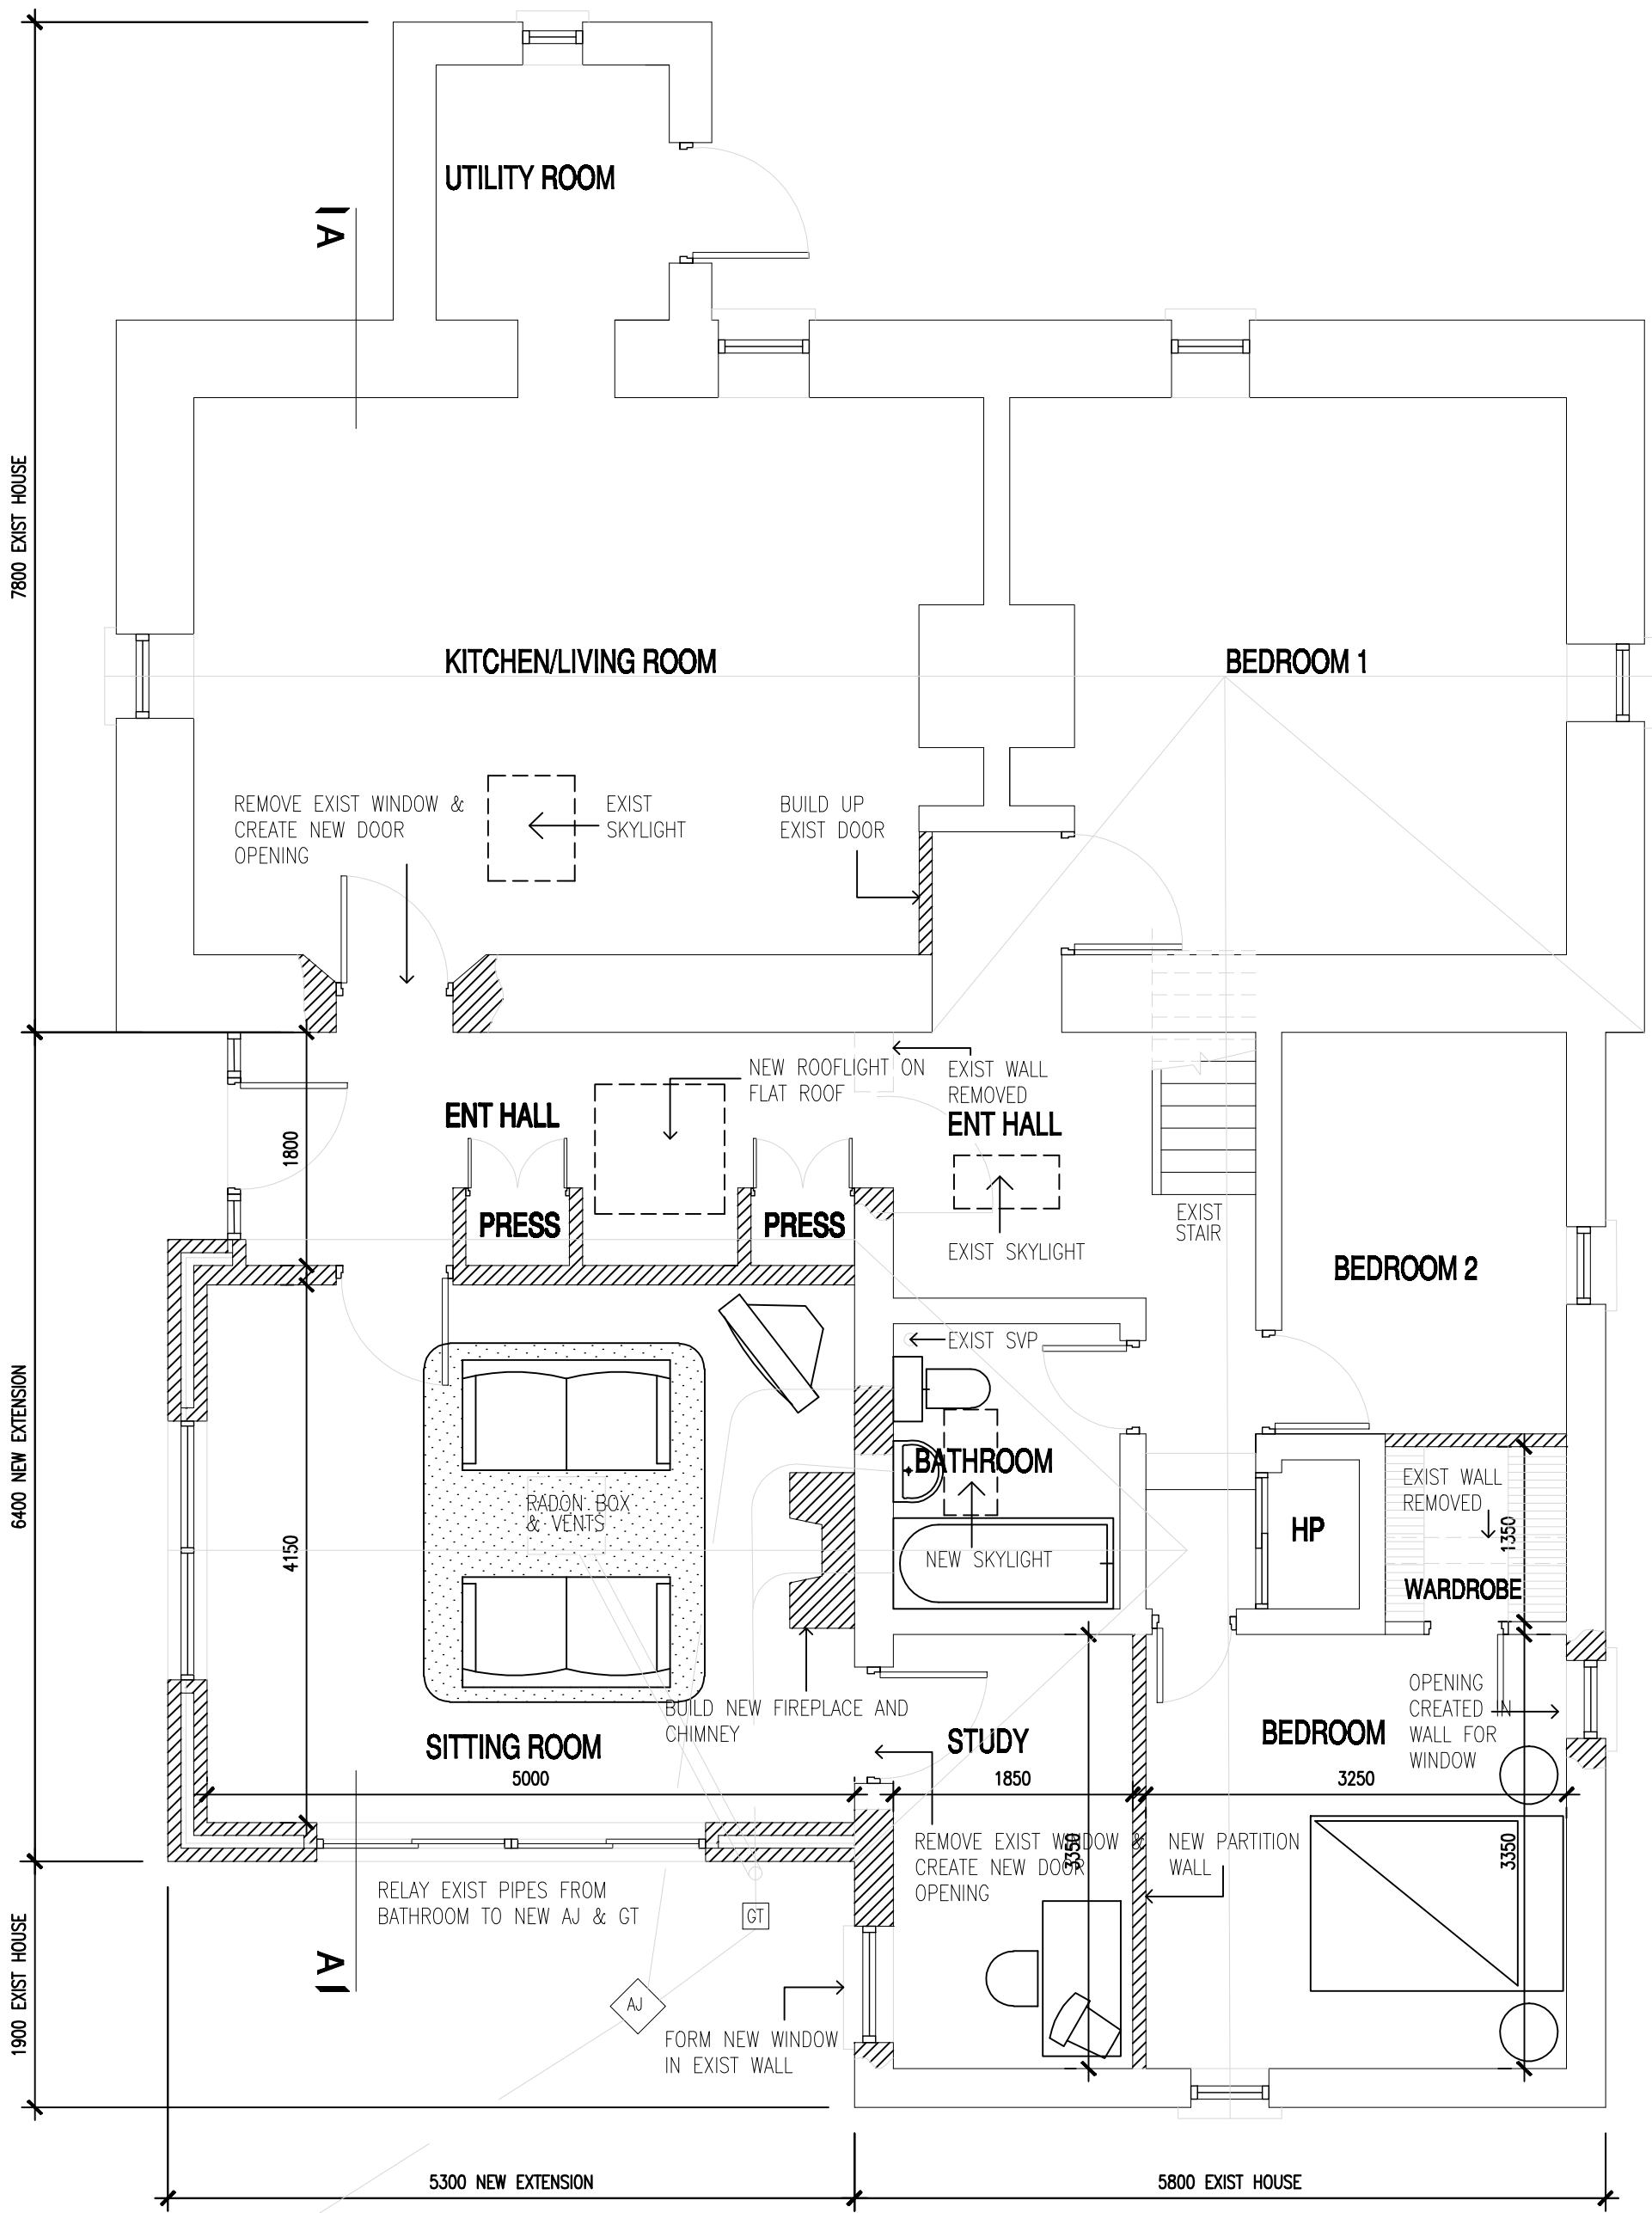 UTILITY ROOM
A
7800 EXIST HOUSE
KITCHEN/LIVING ROOM
BEDROOM 1
REMOVE EXIST WINDOW &
CREATE NEW DOOR
OPENING
EXIST
SKYLIGHT
BUILD UP
EXIST DOOR
NEW ROOFLIGHT ON
FLAT ROOF
EXIST WALL
REMOVED
ENT HALL
ENT HALL
1800
PRESS
PRESS
EXIST
STAIR
EXIST SKYLIGHT
BEDROOM 2
EXIST SVP
6400 NEW EXTENSION
BATHROOM
EXIST WALL
REMOVED
RADON BOX
& VENTS
HP
1350
4150
NEW SKYLIGHT
WARDROBE
BUILD NEW FIREPLACE AND
CHIMNEY
OPENING
CREATED IN
WALL FOR
WINDOW
SITTING ROOM
STUDY
BEDROOM
5000
1850
3250
REMOVE EXIST WINDOW &
CREATE NEW DOOR
OPENING
3350
NEW PARTITION
WALL
3350
RELAY EXIST PIPES FROM
BATHROOM TO NEW AJ & GT
GT
A
AJ
1900 EXIST HOUSE
FORM NEW WINDOW
IN EXIST WALL
5300 NEW EXTENSION
5800 EXIST HOUSE